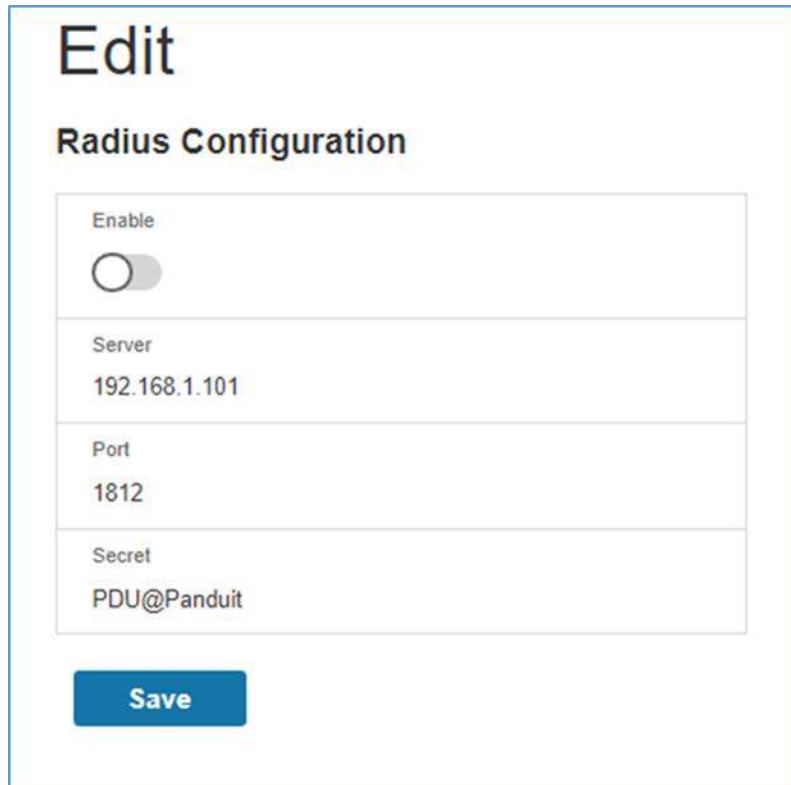 Edit
Radius Configuration
Enable
Server
192.168.1.101
Port
1812
Secret
PDU@Panduit
Save